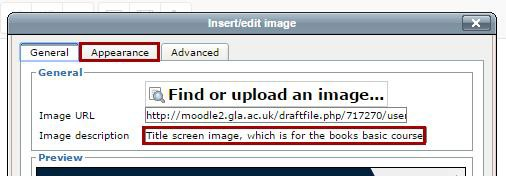 Insert/edit image
General Appearance Advanced
General
Find or upload an image...
Image URL http://moodle2.gla.ac.uk/draftfile.php/717270/user
Image description Title screen image, which is for the books basic course
Preview